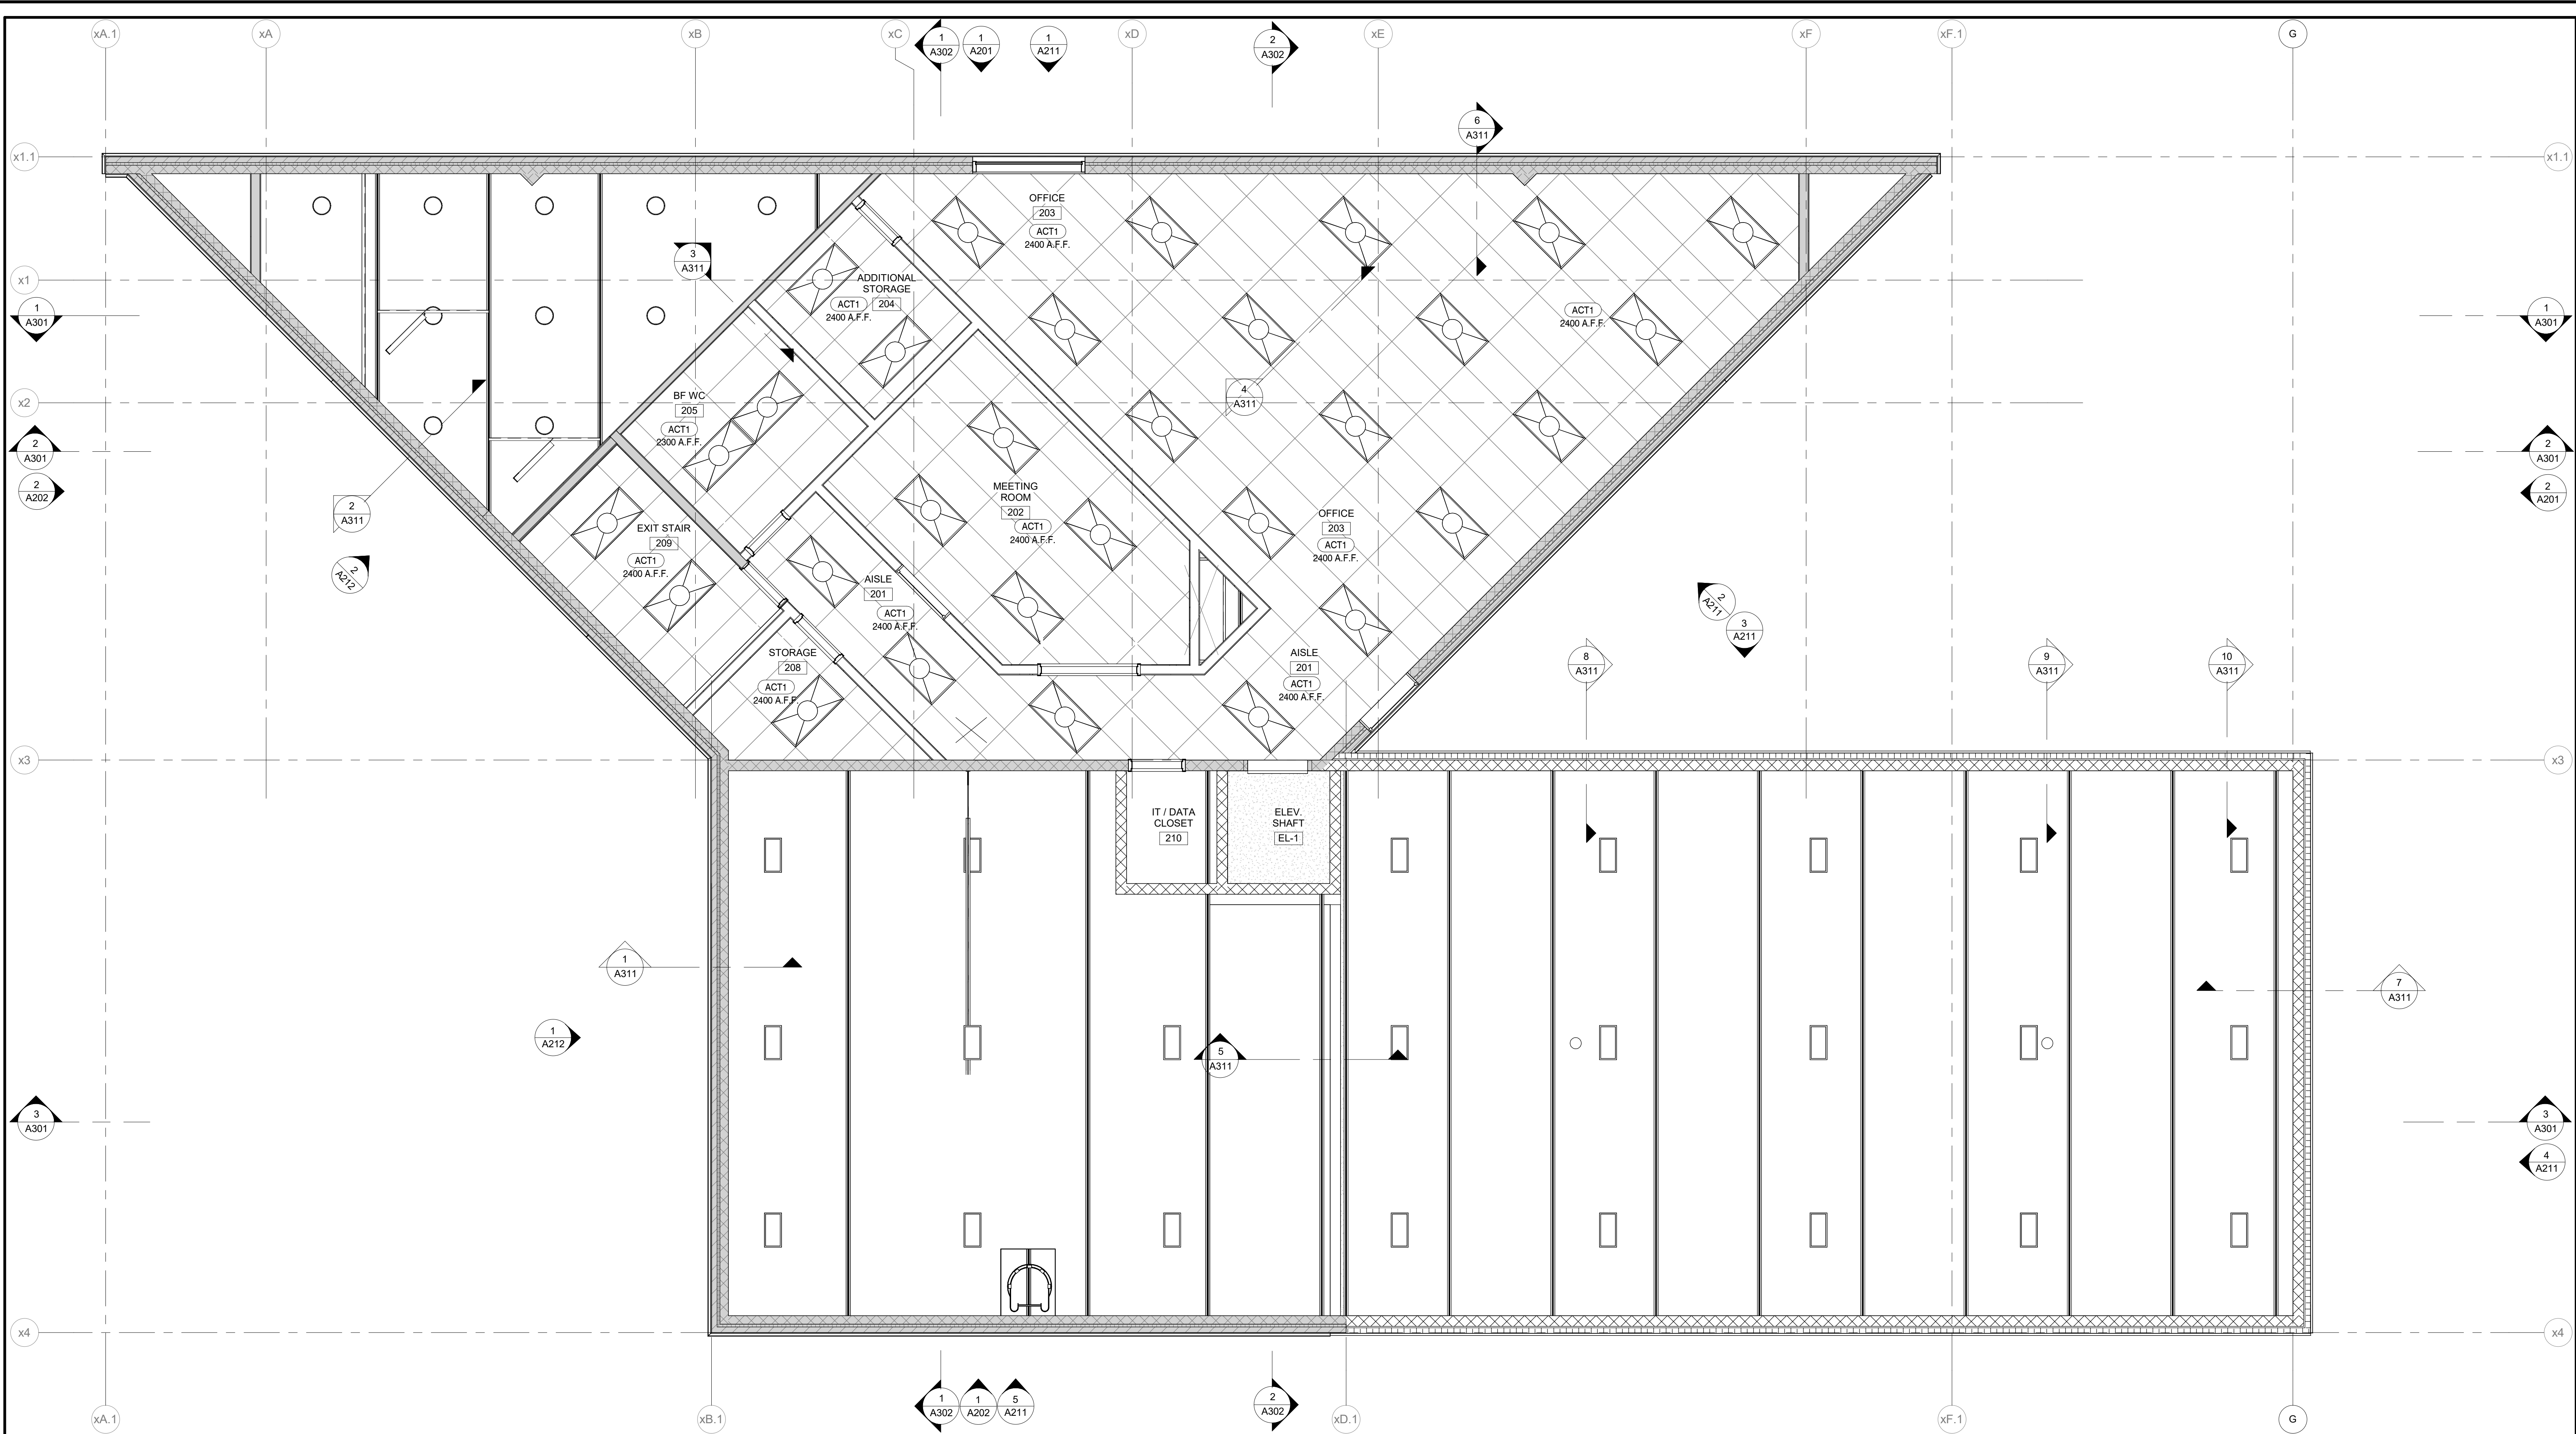 xA.1
xA
xB
xC
1
A302
1
A201
1
A211
xD
2
A302
xE
xF
xF.1
G
6
A311
x1.1
x1.1
OFFICE
203
ACT1
2400 A.F.F.
3
A311
x1
ADDITIONAL
STORAGE
ACT1
204
2400 A.F.F.
ACT1
2400 A.F.F.
1
A301
1
A301
x2
BF WC
205
ACT1
2300 A.F.F.
4
A311
2
A301
2
A301
2
A202
2
A201
2
A311
MEETING
ROOM
202
ACT1
2400 A.F.F.
EXIT STAIR
209
ACT1
2400 A.F.F.
OFFICE
203
ACT1
2400 A.F.F.
2
A212
AISLE
201
ACT1
2400 A.F.F.
2
A211
3
A211
STORAGE
208
ACT1
2400 A.F.F.
AISLE
201
ACT1
2400 A.F.F.
8
A311
9
A311
10
A311
x3
x3
IT / DATA
CLOSET
210
ELEV.
SHAFT
EL-1
1
A311
7
A311
1
A212
5
A311
3
A301
3
A301
4
A211
x4
x4
xA.1
xB.1
1
A302
1
A202
5
A211
2
A302
xD.1
xF.1
G